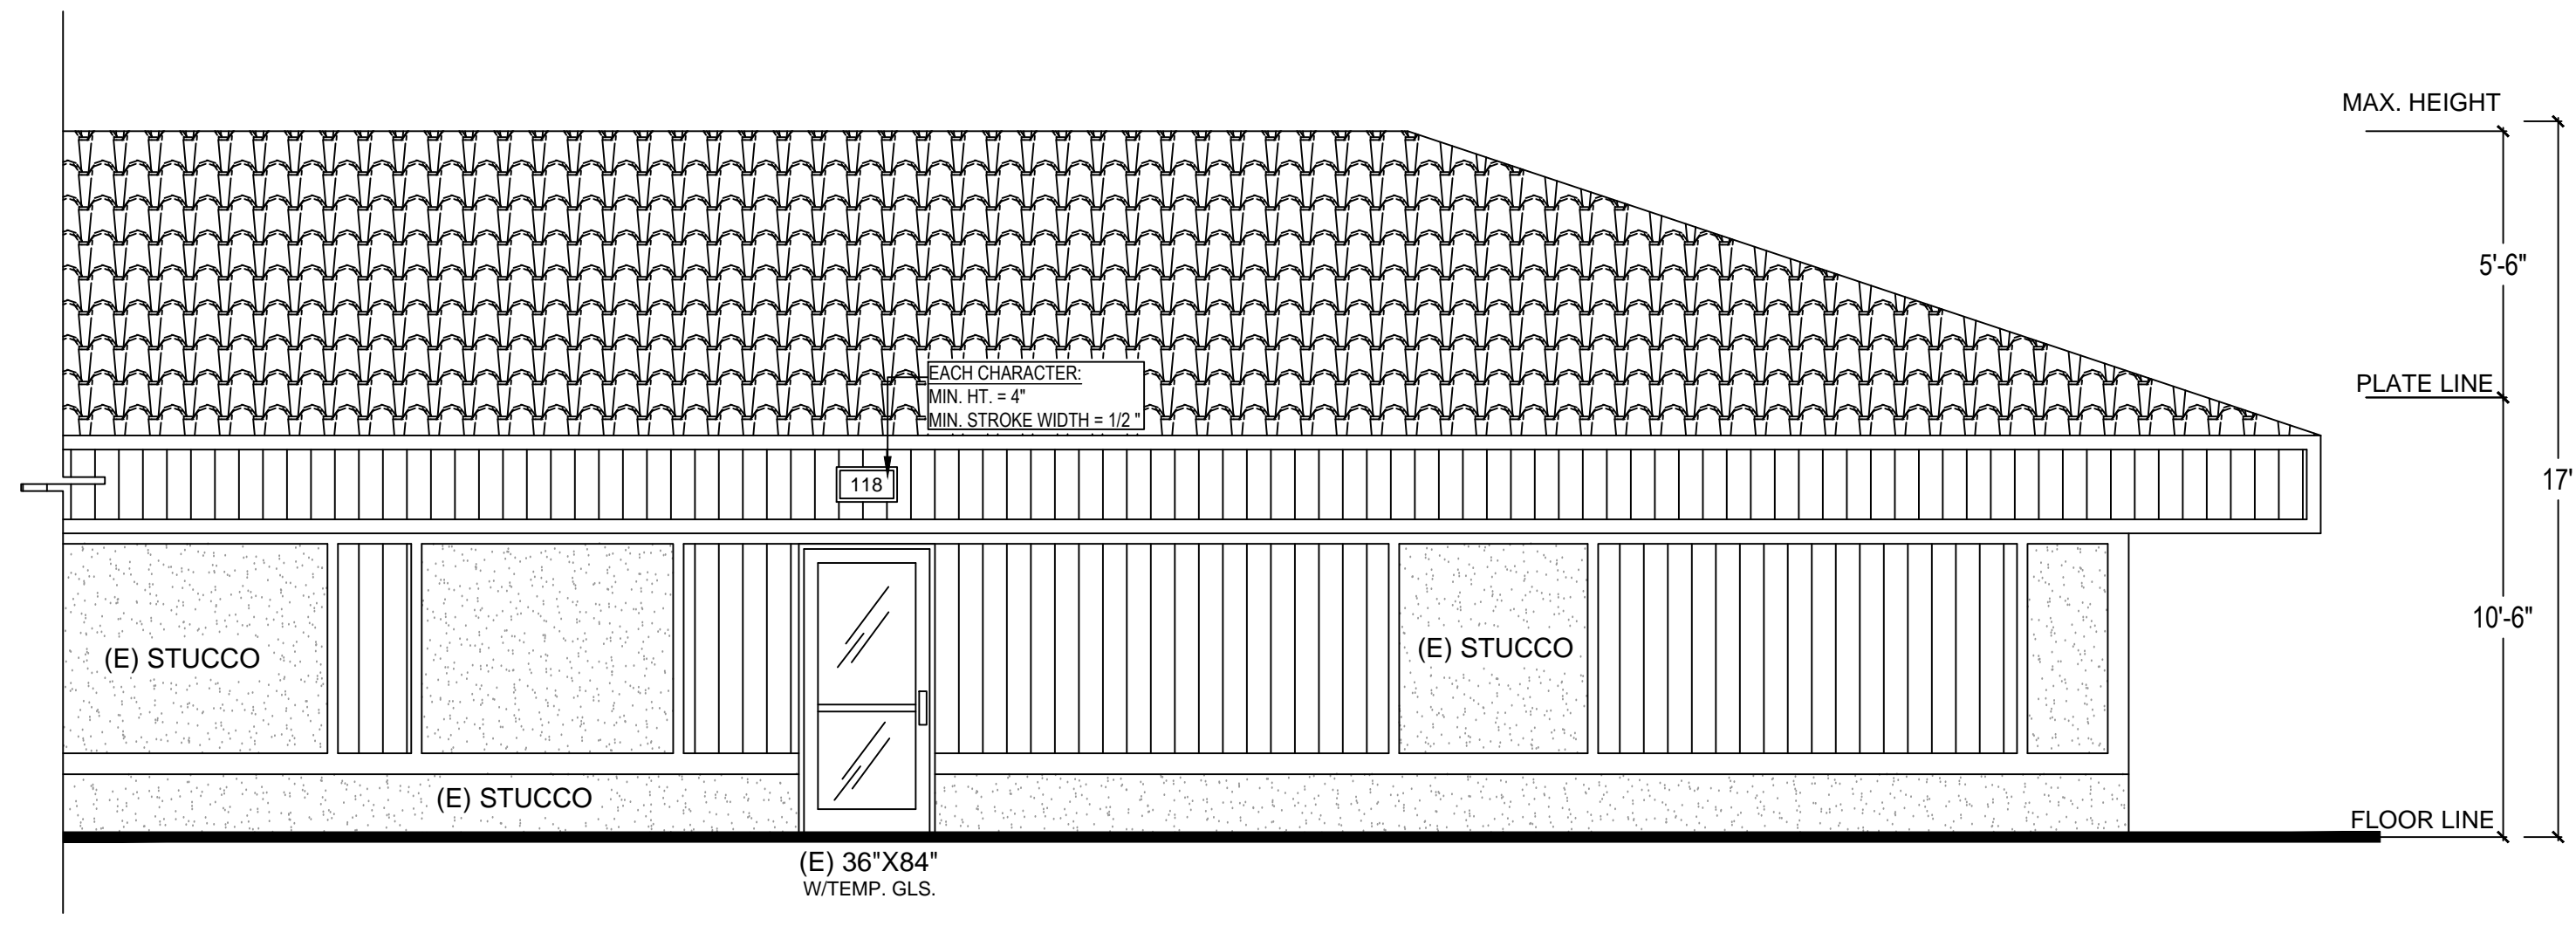 MAX. HEIGHT
5'-6"
EACH CHARACTER:
MIN. HT. = 4"
MIN. STROKE WIDTH = 1/2 "
PLATE LINE
118
17'
10'-6"
(E) STUCCO
(E) STUCCO
(E) STUCCO
FLOOR LINE
(E) 36"X84"
W/TEMP. GLS.